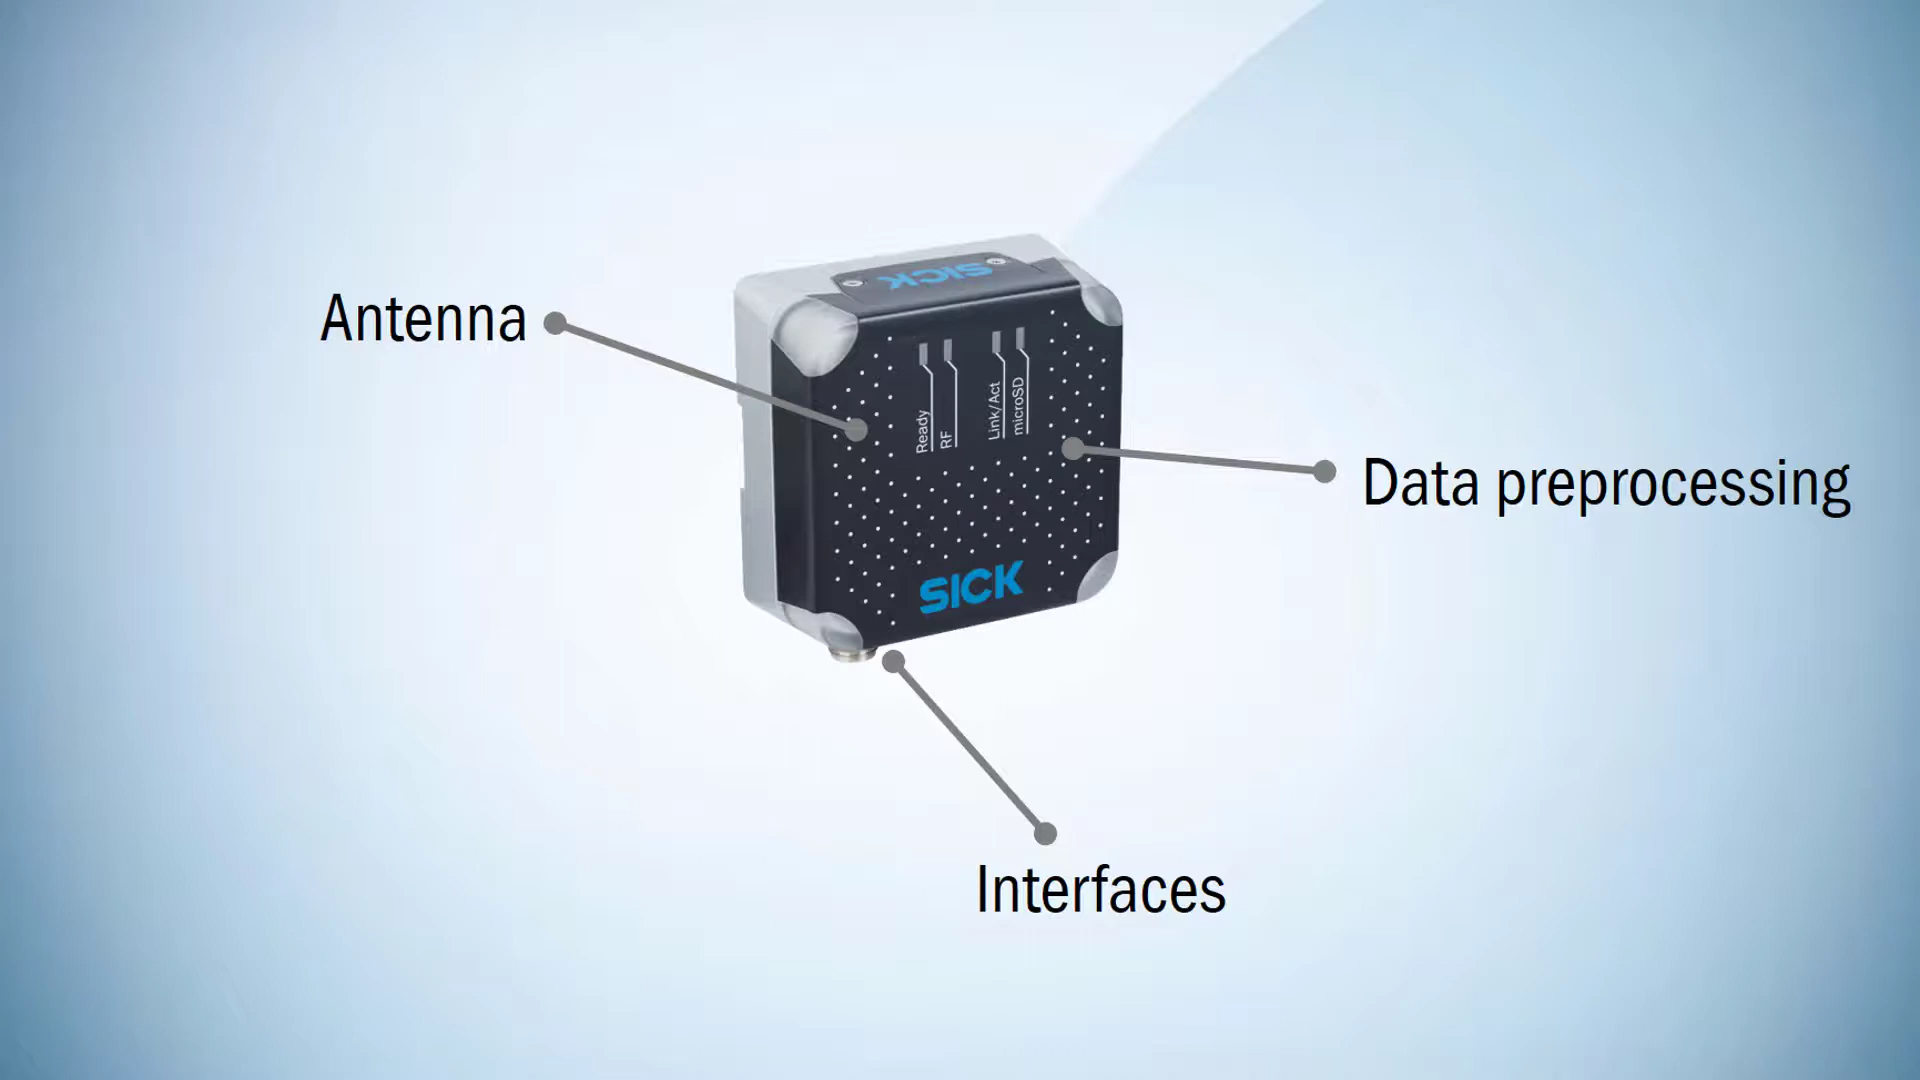 SICK
Antenna
Ready
RF
Link/Act
microSD
Data preprocessing
SICK
Interfaces